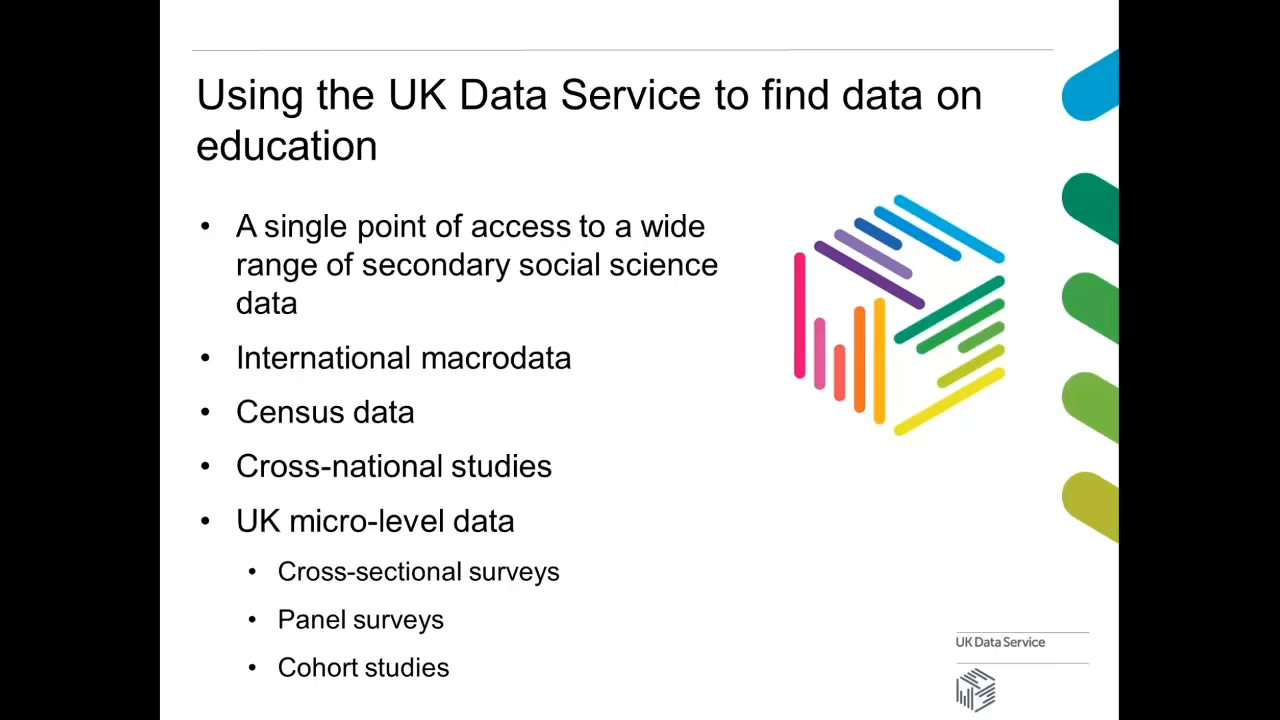 Using the UK Data Service to find data on
education
• A single point of access to a wide
range of secondary social science
data
• International macrodata
• Census data
• Cross-national studies
• UK micro-level data
• Cross-sectional surveys
• Panel surveys
• Cohort studies
UK Data Service